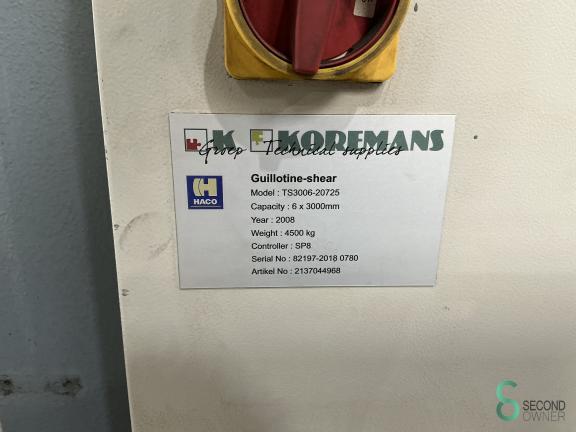 K KOREMANS
Groep Technical supplies
HACO
Guillotine-shear
Model : TS3006-20725
Capacity : 6 x 3000mm
Year : 2008
Weight : 4500 kg
Controller : SP8
Serial No : 82197-2018 0780
Artikel No : 2137044968
SECOND
OWNER